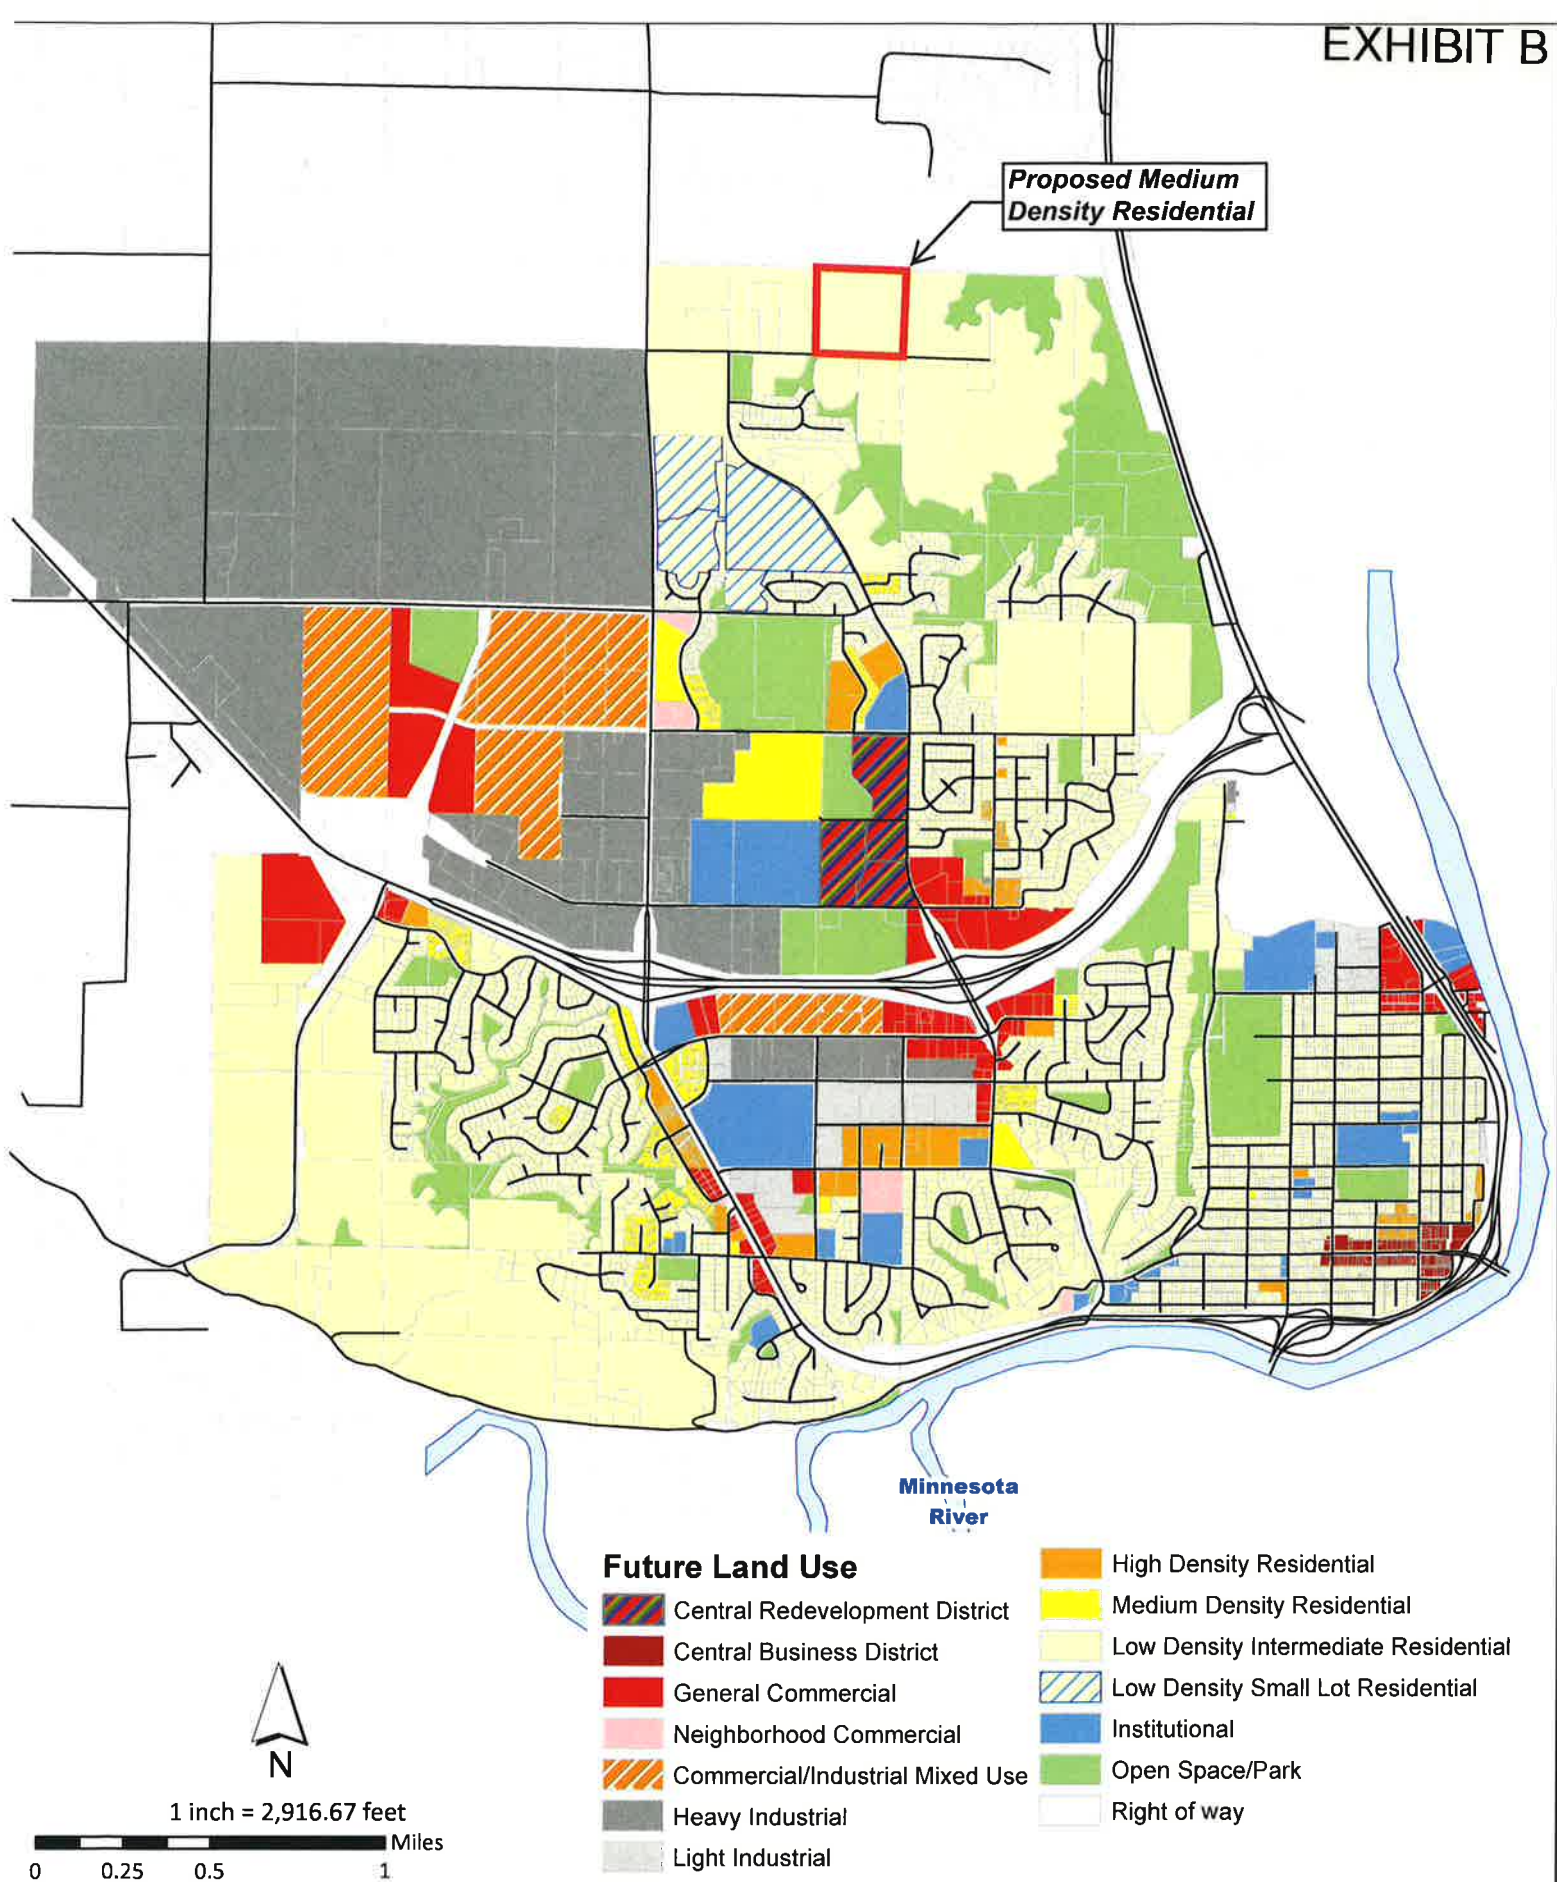 EXHIBIT B
Proposed Medium
Density Residential
Minnesota
River
Future Land Use
Central Redevelopment District
Central Business District
General Commercial
Neighborhood Commercial
Commercial/Industrial Mixed Use
Heavy Industrial
Light Industrial
High Density Residential
Medium Density Residential
Low Density Intermediate Residential
Low Density Small Lot Residential
Institutional
Open Space/Park
Right of way
N
1 inch = 2,916.67 feet
Miles
0 0.25 0.5 1